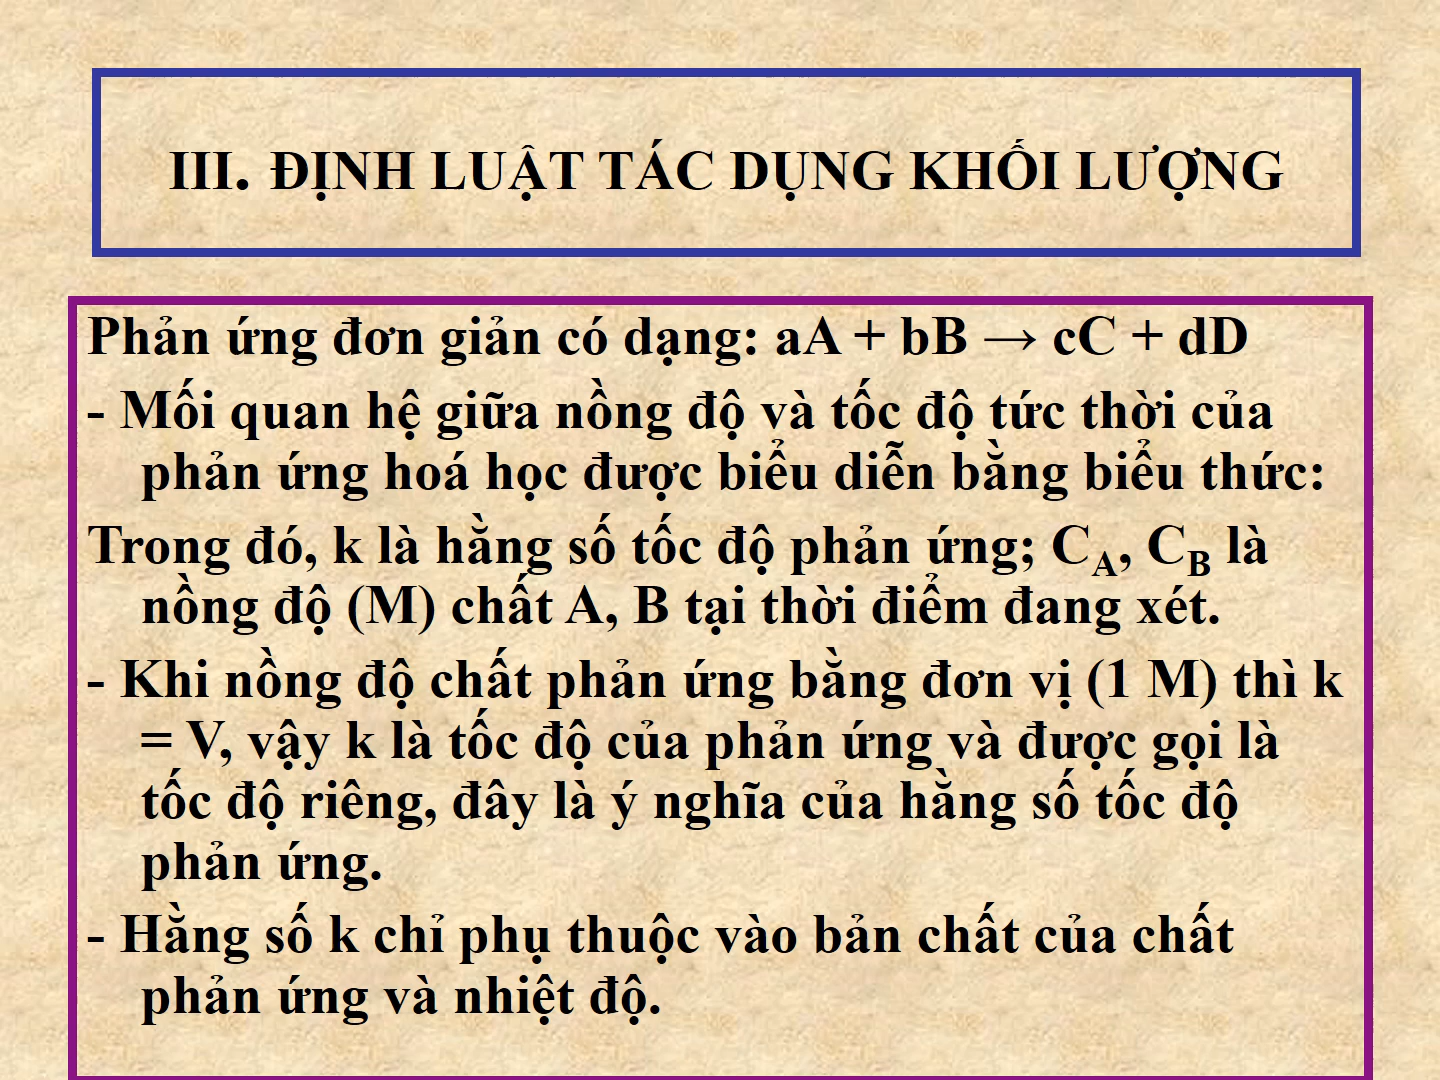 III. ĐỊNH LUẬT TÁC DỤNG KHỐI LƯỢNG
Phản ứng đơn giản có dạng: aA + bB → cC + dD
- Mối quan hệ giữa nồng độ và tốc độ tức thời của
phản ứng hoá học được biểu diễn bằng biểu thức:
Trong đó, k là hằng số tốc độ phản ứng; C_A, C_B là
nồng độ (M) chất A, B tại thời điểm đang xét.
- Khi nồng độ chất phản ứng bằng đơn vị (1 M) thì k
= V, vậy k là tốc độ của phản ứng và được gọi là
tốc độ riêng, đây là ý nghĩa của hằng số tốc độ
phản ứng.
- Hằng số k chỉ phụ thuộc vào bản chất của chất
phản ứng và nhiệt độ.